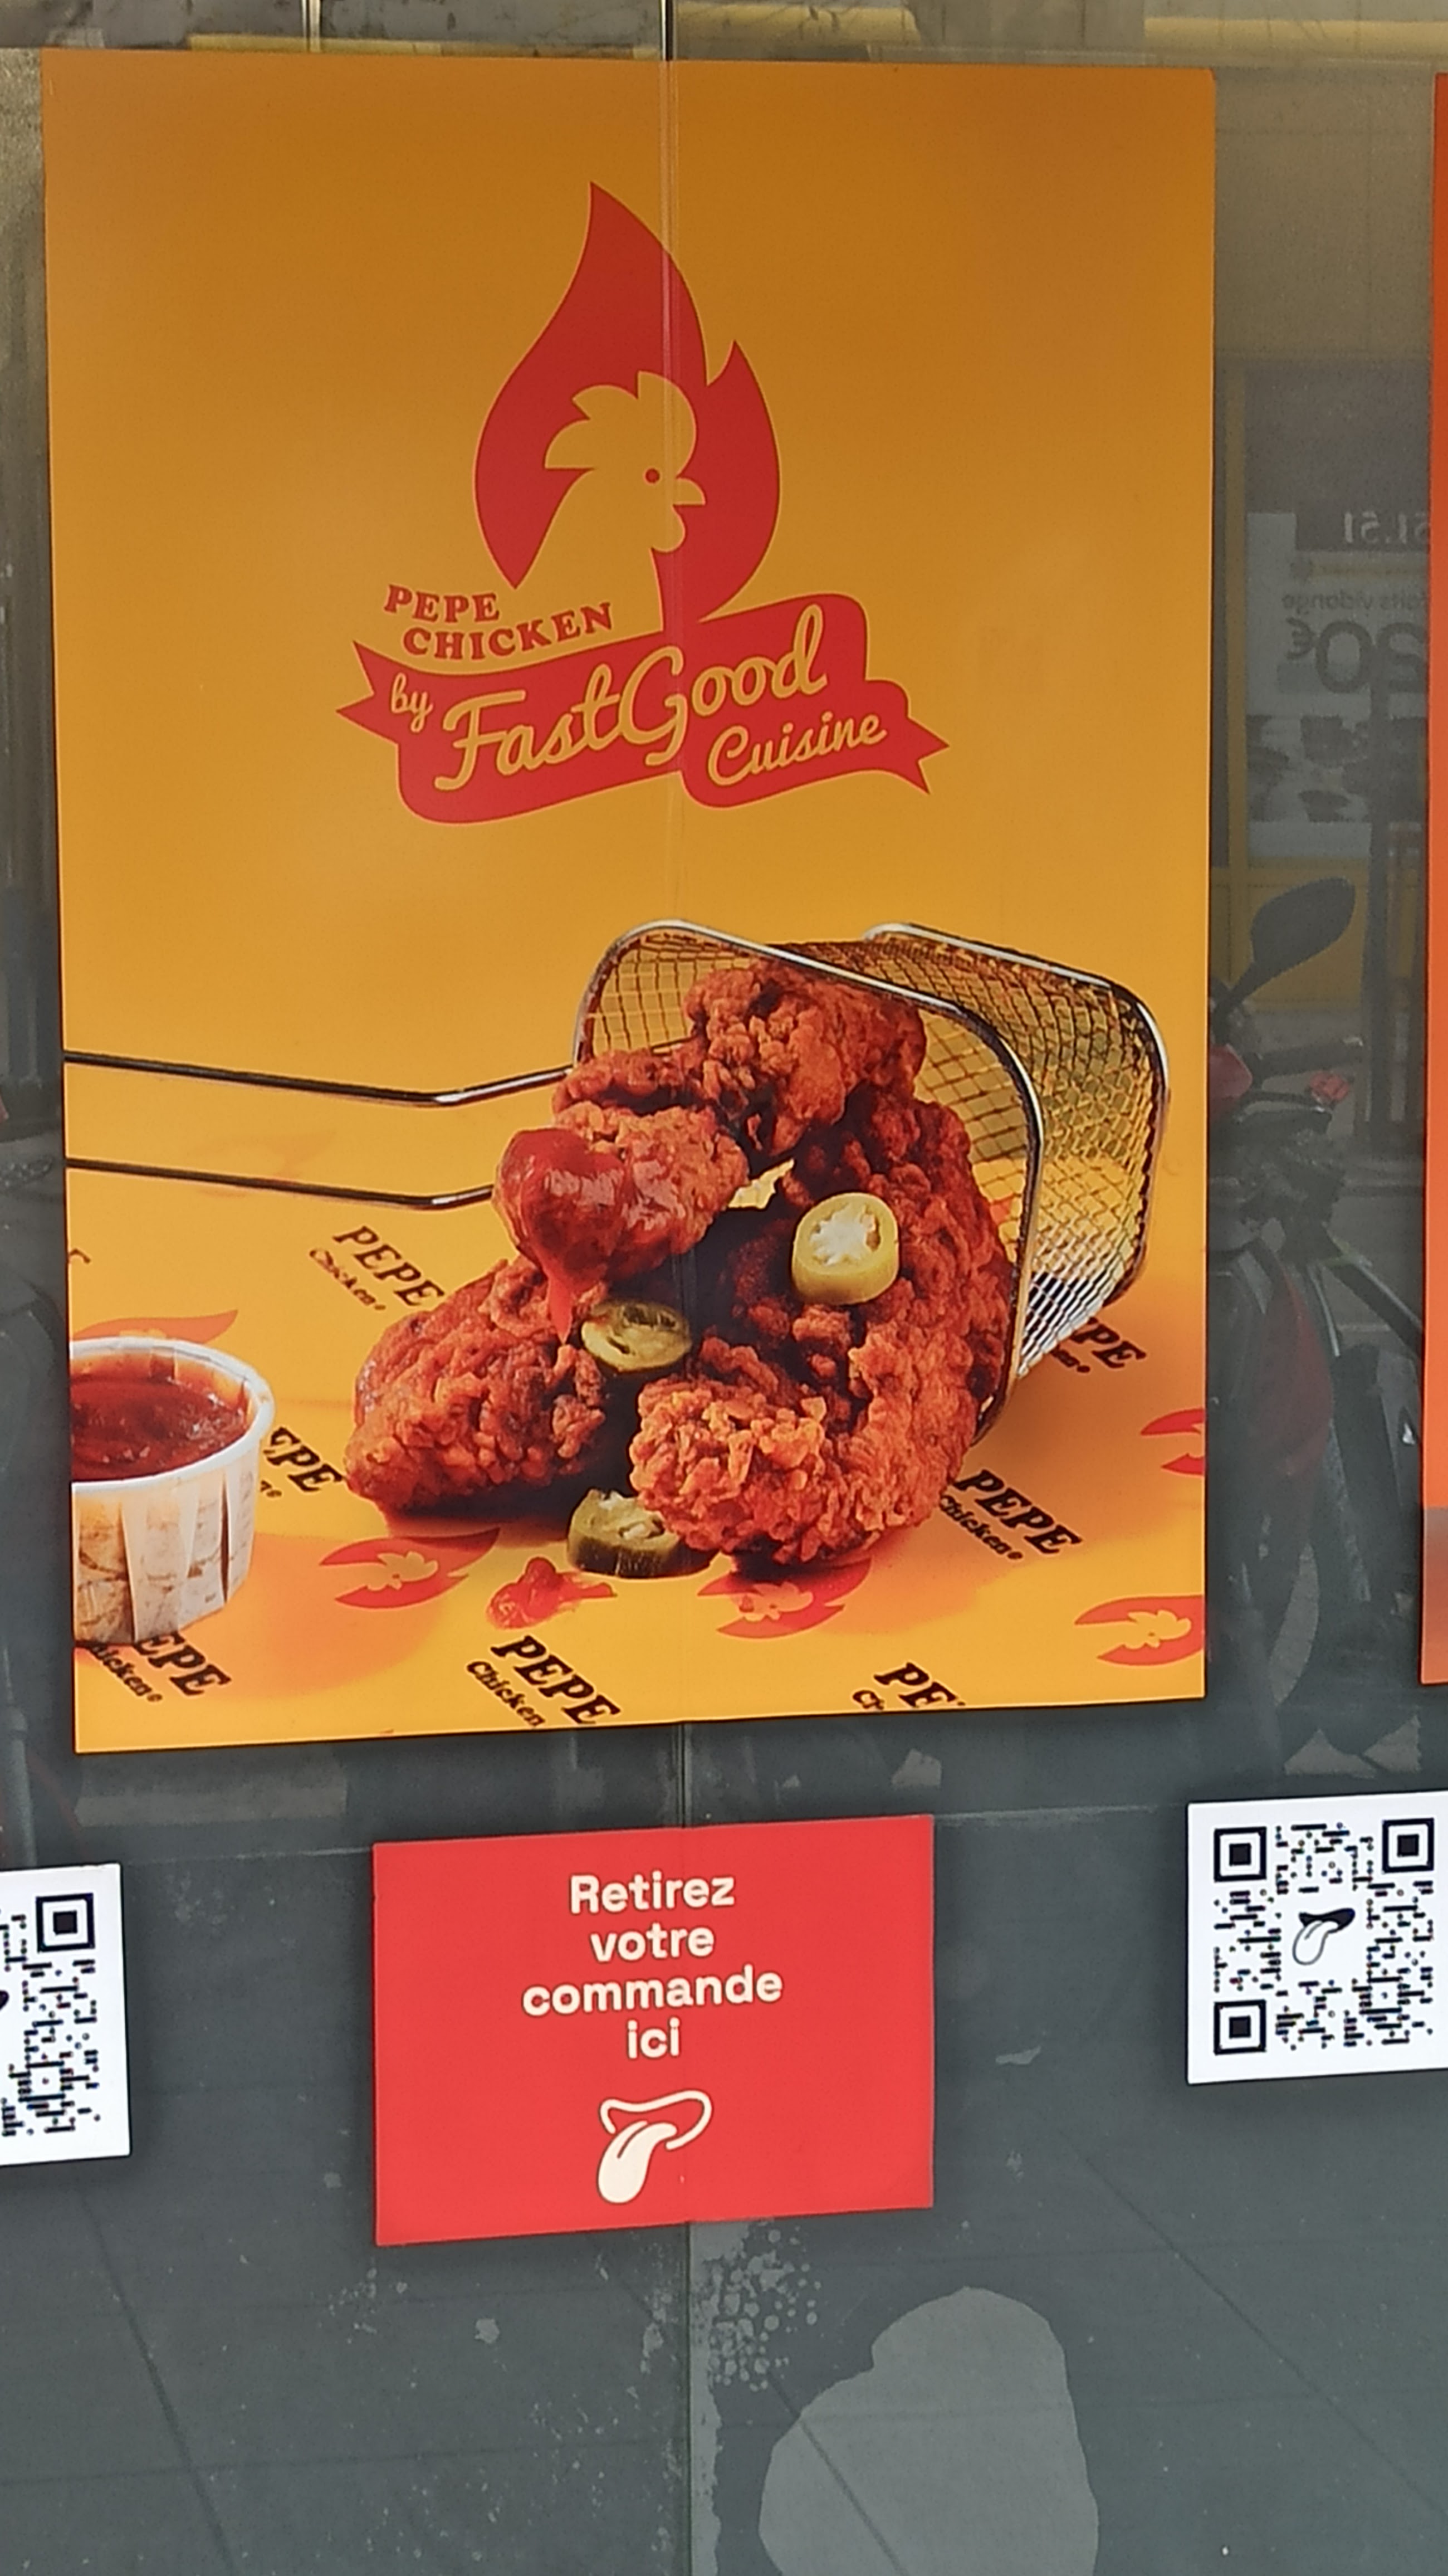 PEPE
CHICKEN
by FastGood
Cuisine
PEPE
Chicken®
PEPE
Chicken®
PEPE
Chicken
Retirez
votre
commande
ici